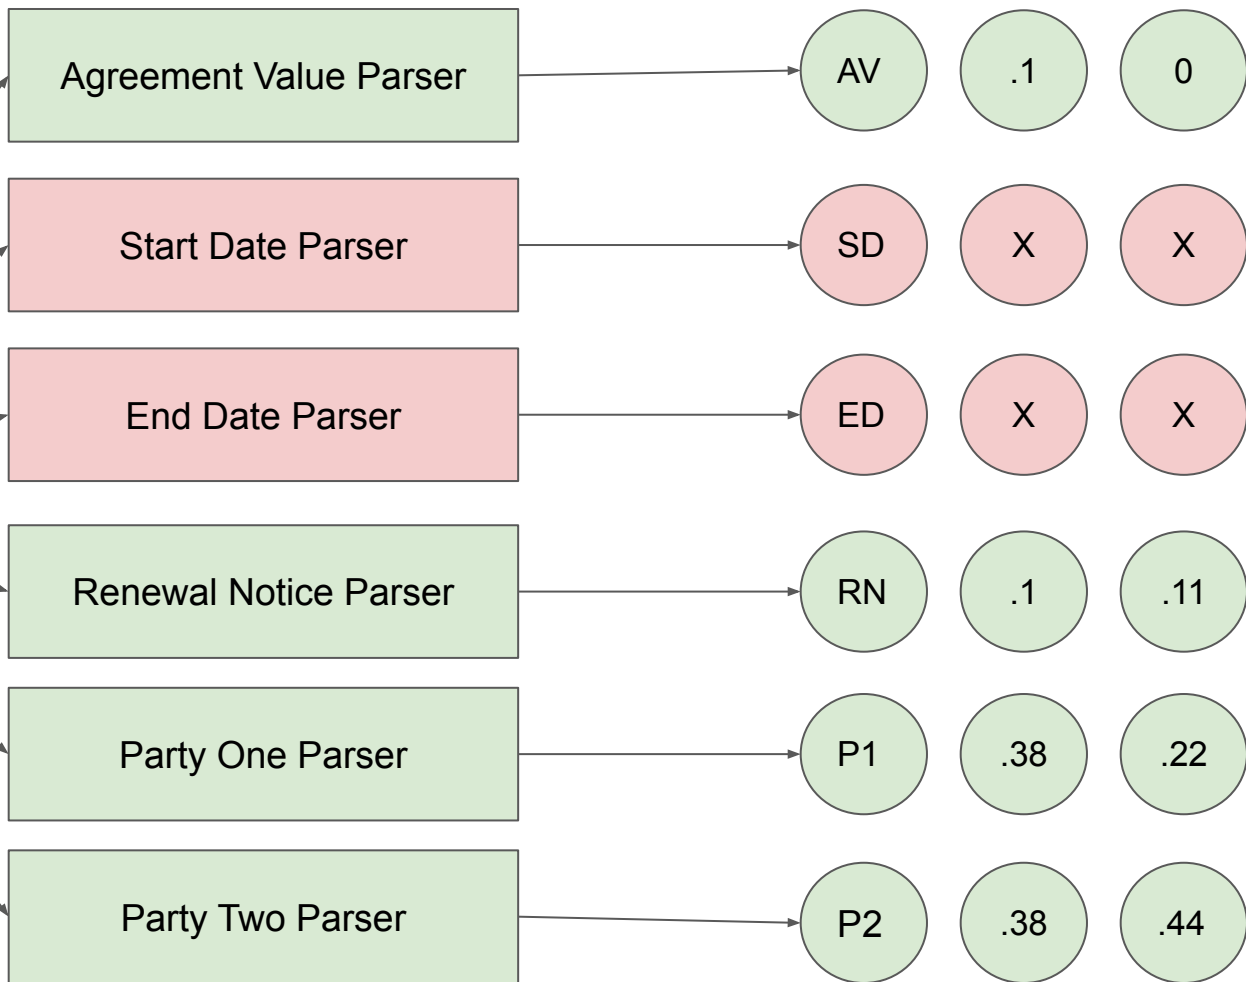 Agreement Value Parser AV .1 0
Start Date Parser SD X X
End Date Parser ED X X
Renewal Notice Parser RN .1 .11
Party One Parser P1 .38 .22
Party Two Parser P2 .38 .44